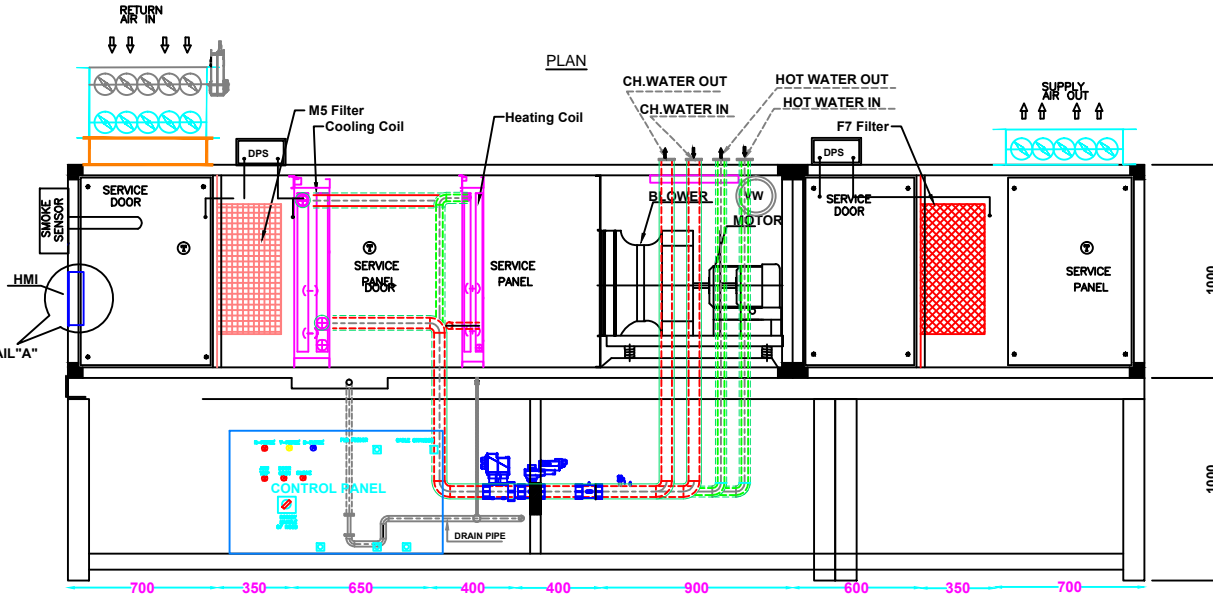 RETURN
AIR IN
PLAN
CH.WATER OUT
CH.WATER IN
HOT WATER OUT
HOT WATER IN
SUPPLY
AIR OUT
M5 Filter
Cooling Coil
Heating Coil
F7 Filter
DPS
DPS
SERVICE
DOOR
SMOKE
SENSOR
HMI
AIL"A"
T
T
SERVICE
PANEL
DOOR
SERVICE
PANEL
BLOWER
VW
MOTOR
SERVICE
DOOR
T
SERVICE
PANEL
1000
1000
CONTROL PANEL
DRAIN PIPE
700
350
650
400
400
900
600
350
700